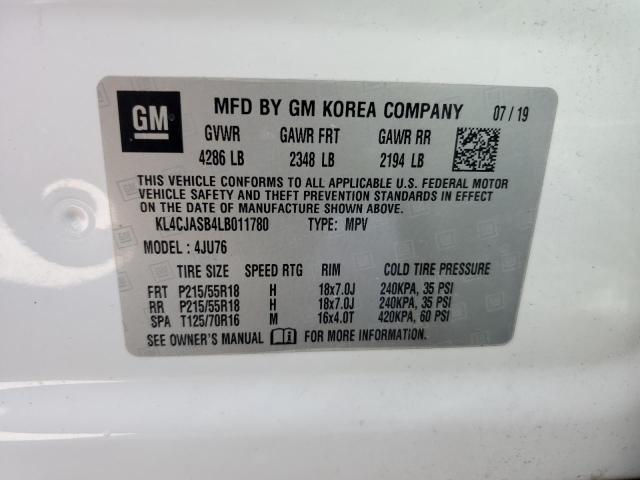 GM MFD BY GM KOREA COMPANY 07/19
GVWR GAWR FRT GAWR RR
4286 LB 2348 LB 2194 LB
THIS VEHICLE CONFORMS TO ALL APPLICABLE U.S. FEDERAL MOTOR
VEHICLE SAFETY AND THEFT PREVENTION STANDARDS IN EFFECT
ON THE DATE OF MANUFACTURE SHOWN ABOVE.
KL4CJASB4LB011780 TYPE: MPV
MODEL: 4JU76
TIRE SIZE SPEED RTG RIM COLD TIRE PRESSURE
FRT P215/55R18 H 18x7.0J 240KPA, 35 PSI
RR P215/55R18 H 18x7.0J 240KPA, 35 PSI
SPA T125/70R16 M 16x4.0T 420KPA, 60 PSI
SEE OWNER'S MANUAL FOR MORE INFORMATION.